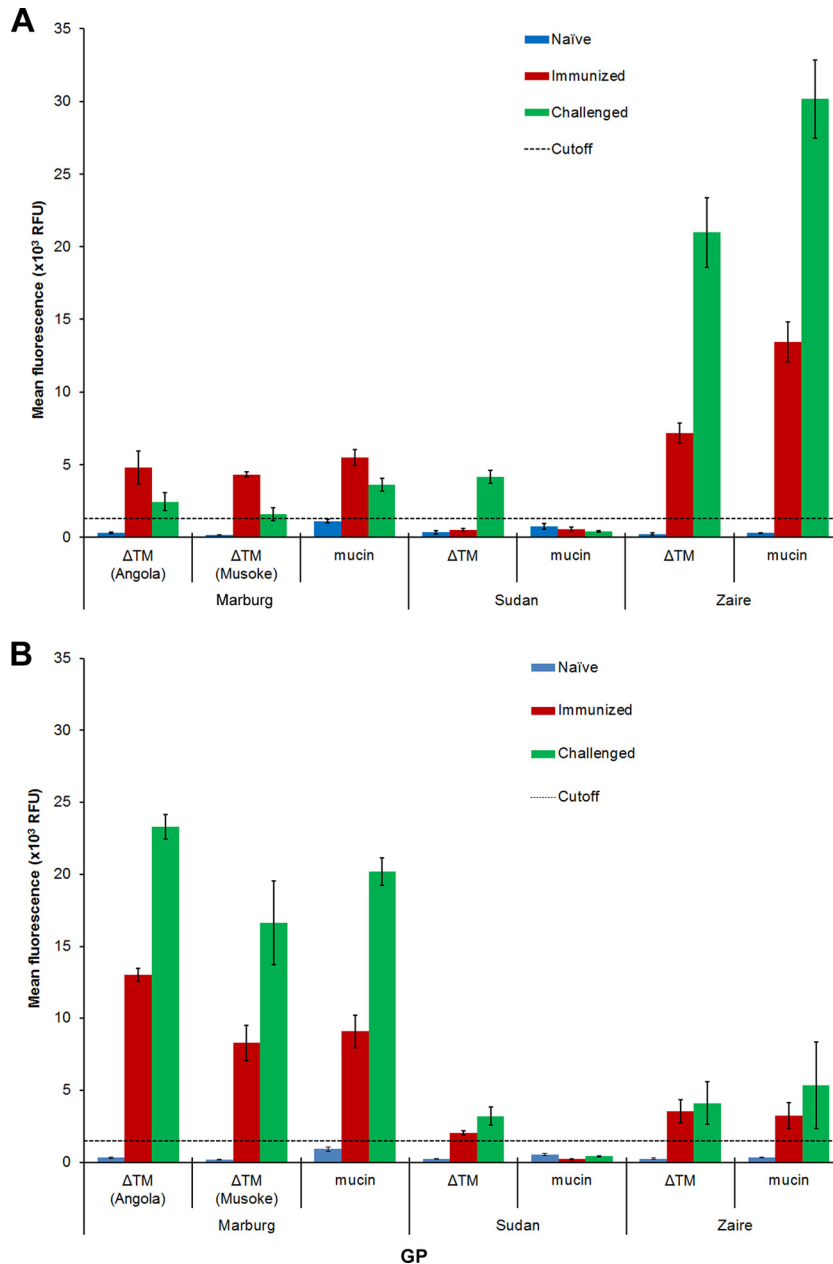 A
Mean fluorescence (x10³ RFU)
35
30
25
20
15
10
5
0
Naïve
Immunized
Challenged
Cutoff
ΔTM (Angola)
ΔTM (Musoke)
mucin
ΔTM
mucin
ΔTM
mucin
Marburg
Sudan
Zaire
B
Mean fluorescence (x10³ RFU)
35
30
25
20
15
10
5
0
Naïve
Immunized
Challenged
Cutoff
ΔTM (Angola)
ΔTM (Musoke)
mucin
ΔTM
mucin
ΔTM
mucin
Marburg
Sudan
Zaire
GP